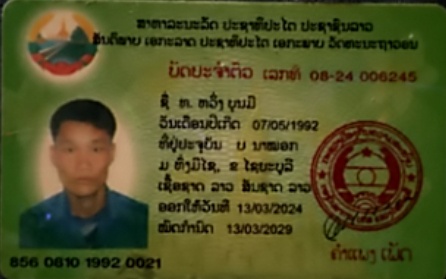 ສາທາລະນະລັດ ປະຊາທິປະໄຕ ປະຊາຊົນລາວ
ສັນຕິພາບ ເອກະລາດ ປະຊາທິປະໄຕ ເອກະພາບ ວັດທະນະຖາວອນ
ບັດປະຈຳຕົວ ເລກທີ 08-24 006245
ຊື່ ທ. ຫວັ່ງ ບຸນມີ
ວັນເດືອນປີເກີດ 07/05/1992
ທີ່ຢູ່ປະຈຸບັນ ບ ນາໝອກ
ມ ທົ່ງມີໄຊ, ຂ ໄຊຍະບູລີ
ເຊື້ອຊາດ ລາວ ສັນຊາດ ລາວ
ອອກໃຫ້ວັນທີ 13/03/2024
ໝົດກຳນົດ 13/03/2029
856 0810 1992 0021